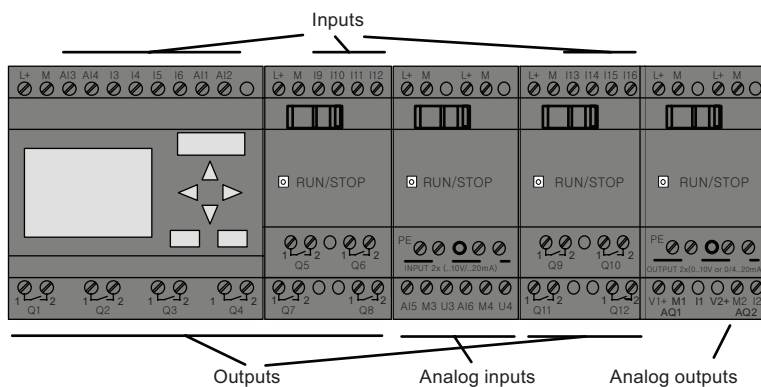 Inputs
L+ M AI3 AI4 I3 I4 I5 I6 AI1 AI2
L+ M I9 I10 I11 I12
L+ M L+ M
L+ M I13 I14 I15 I16
L+ M L+ M
RUN/STOP
RUN/STOP
RUN/STOP
RUN/STOP
1 2 1 2
Q5 Q6
PE
INPUT 2x (..10V/..20mA)
1 2 1 2
Q9 Q10
PE
OUTPUT 2x(0..10V or 0/4..20mA)
1 2 1 2 1 2 1 2
Q1 Q2 Q3 Q4
1 2 1 2
Q7 Q8
AI5 M3 U3 AI6 M4 U4
1 2 1 2
Q11 Q12
V1+ M1 I1 V2+ M2 I2
AQ1 AQ2
Outputs Analog inputs Analog outputs